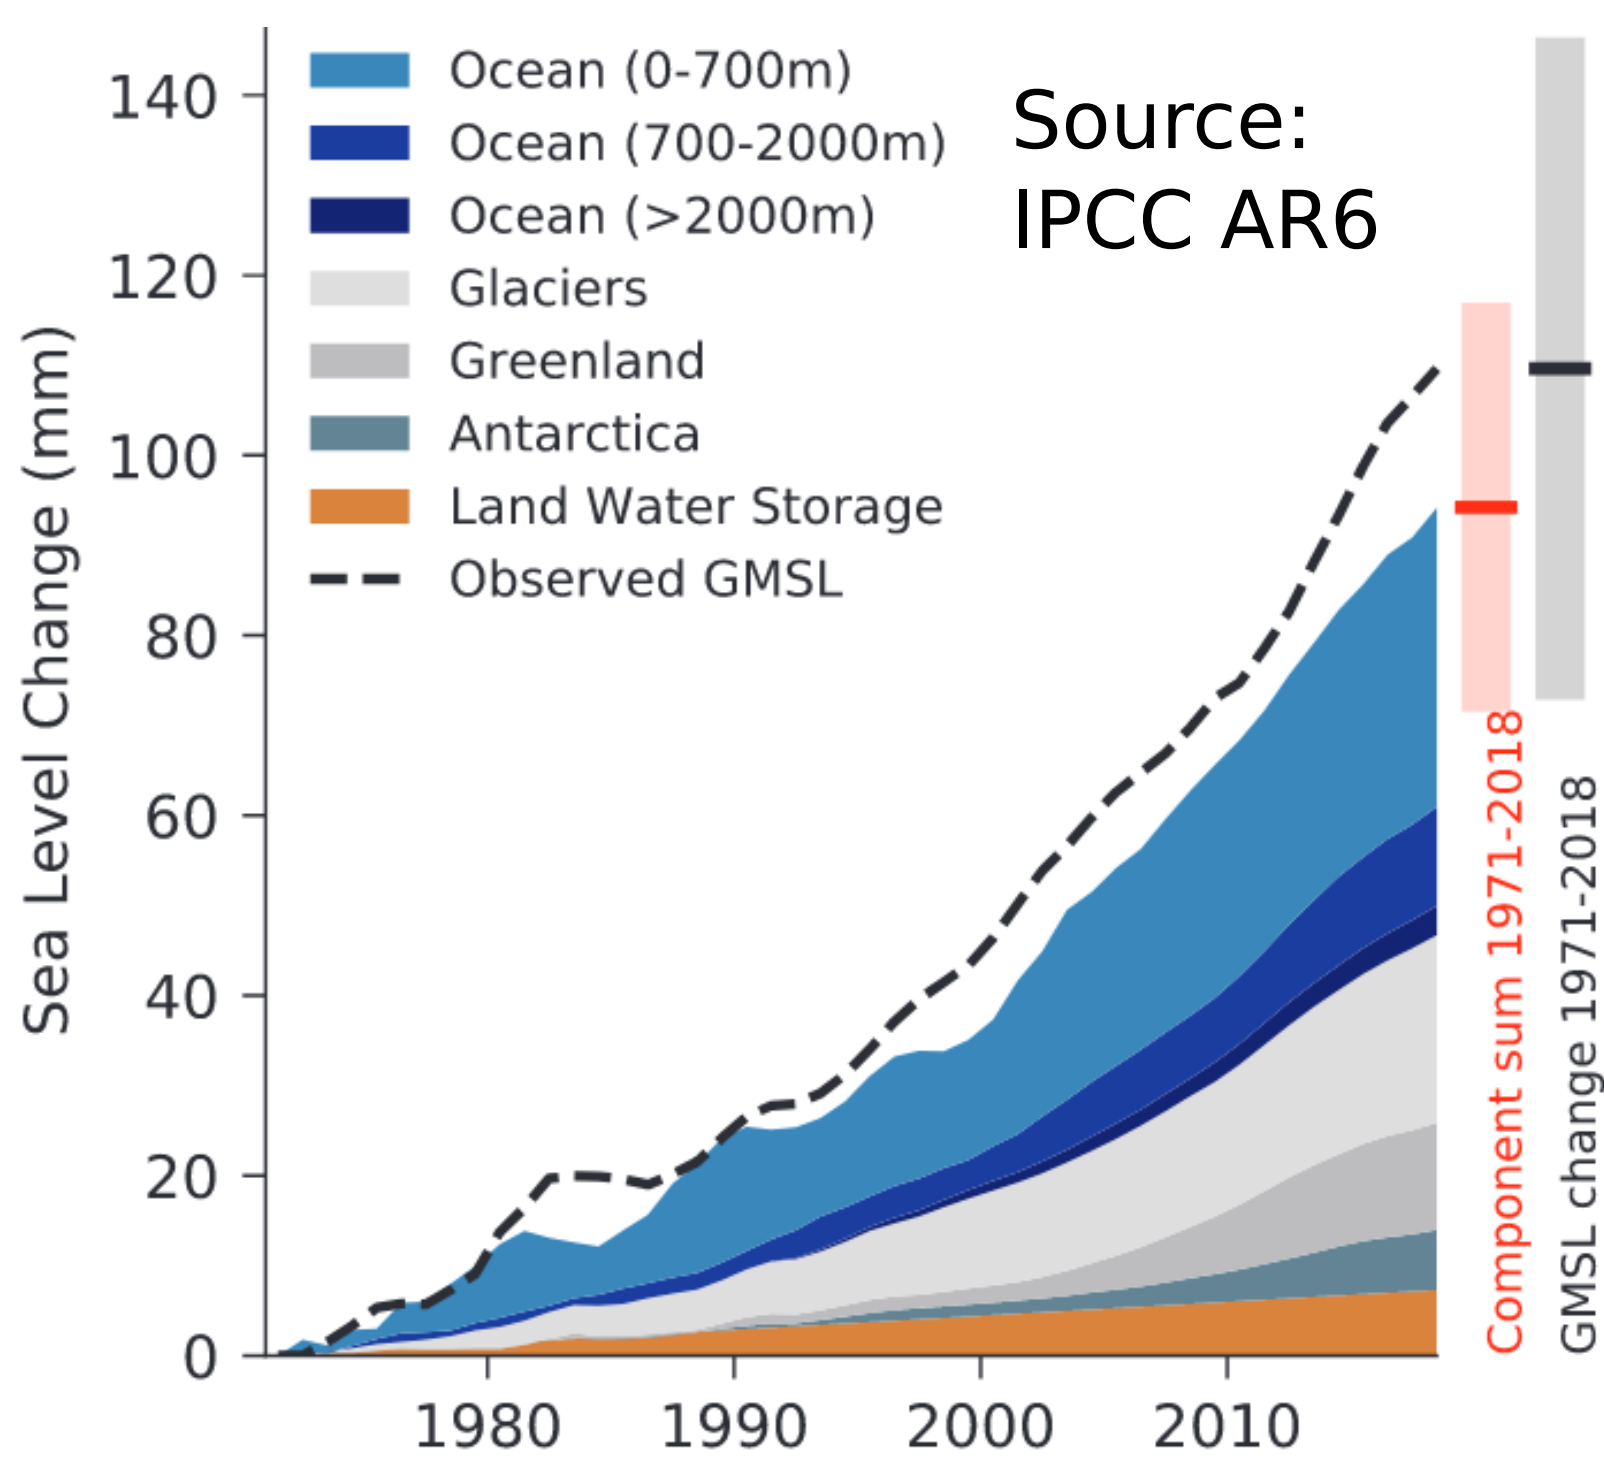 Ocean (0-700m)
Ocean (700-2000m)
Ocean (>2000m)
Glaciers
Greenland
Antarctica
Land Water Storage
Observed GMSL
Source:
IPCC AR6
Sea Level Change (mm)
140
120
100
80
60
40
20
0
1980
1990
2000
2010
Component sum 1971-2018
GMSL change 1971-2018